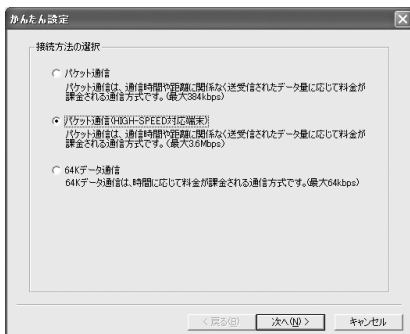 かんたん設定
接続方法の選択
パケット通信
パケット通信は、通信時間や距離に関係なく送受信されたデータ量に応じて料金が
課金される通信方式です。(最大384kbps)
パケット通信(HIGH-SPEED対応端末)
パケット通信は、通信時間や距離に関係なく送受信されたデータ量に応じて料金が
課金される通信方式です。(最大3.6Mbps)
64Kデータ通信
64Kデータ通信は、時間に応じて料金が課金される通信方式です。(最大64kbps)
< 戻る(B) 次へ(N) > キャンセル